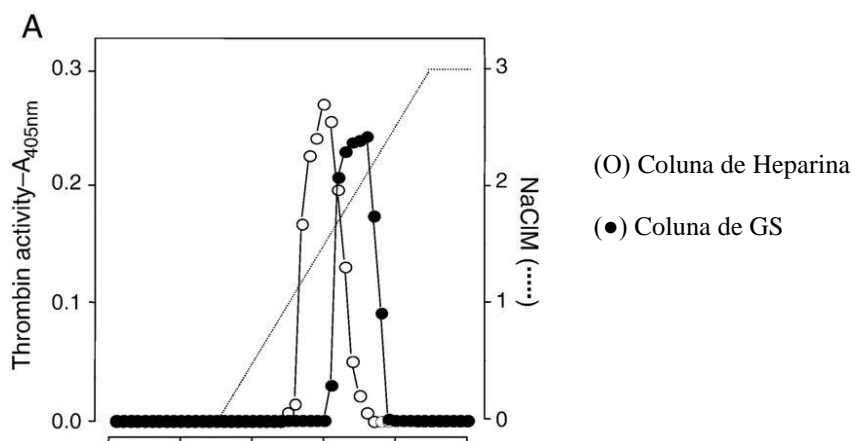 A
0.3
0.2
0.1
0.0
Thrombin activity–A405nm
3
2
1
0
NaClM (·····)
(O) Coluna de Heparina
(●) Coluna de GS